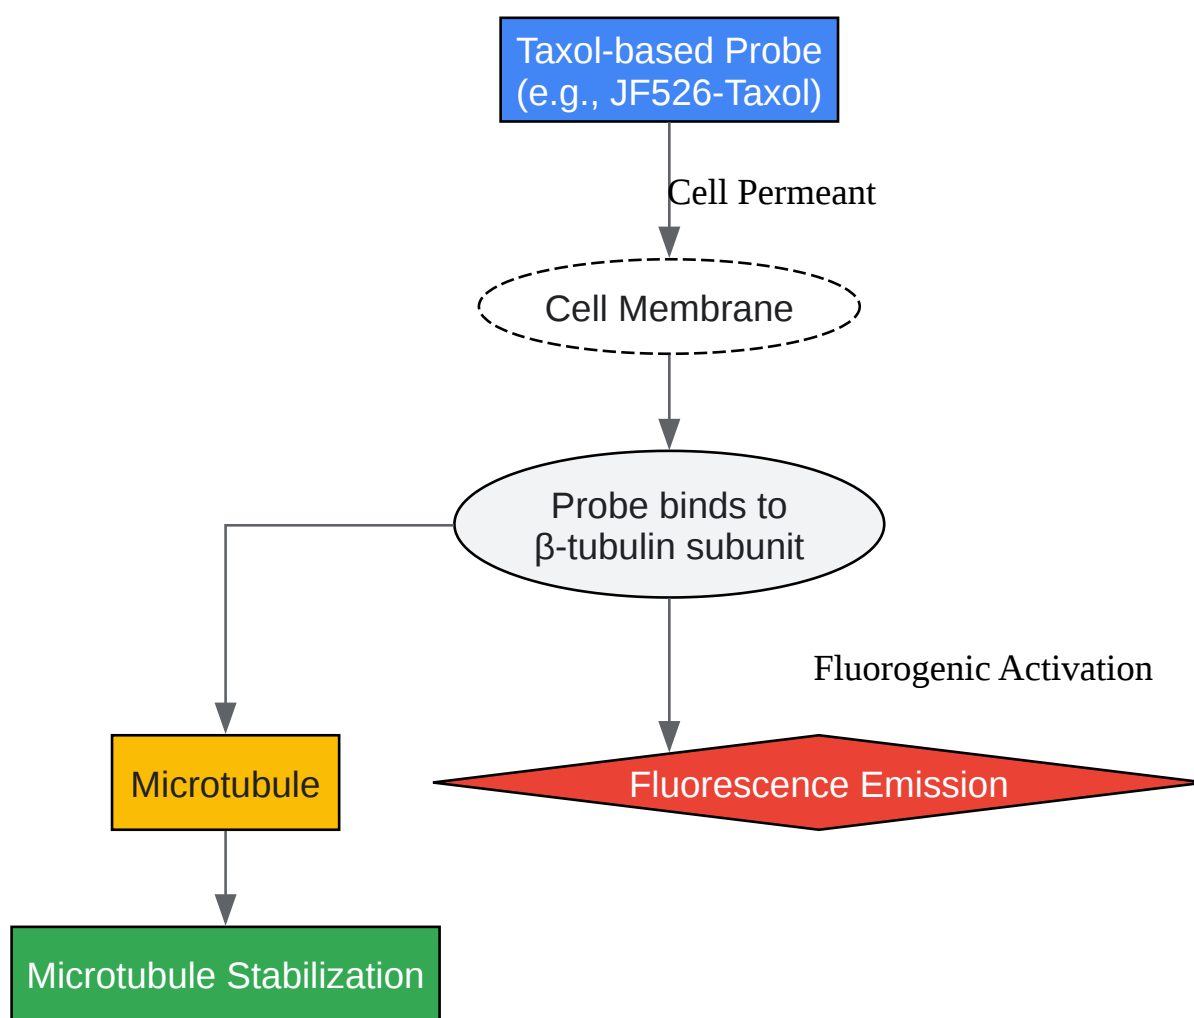 Taxol-based Probe
(e.g., JF526-Taxol)
Cell Permeant
Cell Membrane
Probe binds to
β-tubulin subunit
Fluorogenic Activation
Microtubule
Fluorescence Emission
Microtubule Stabilization